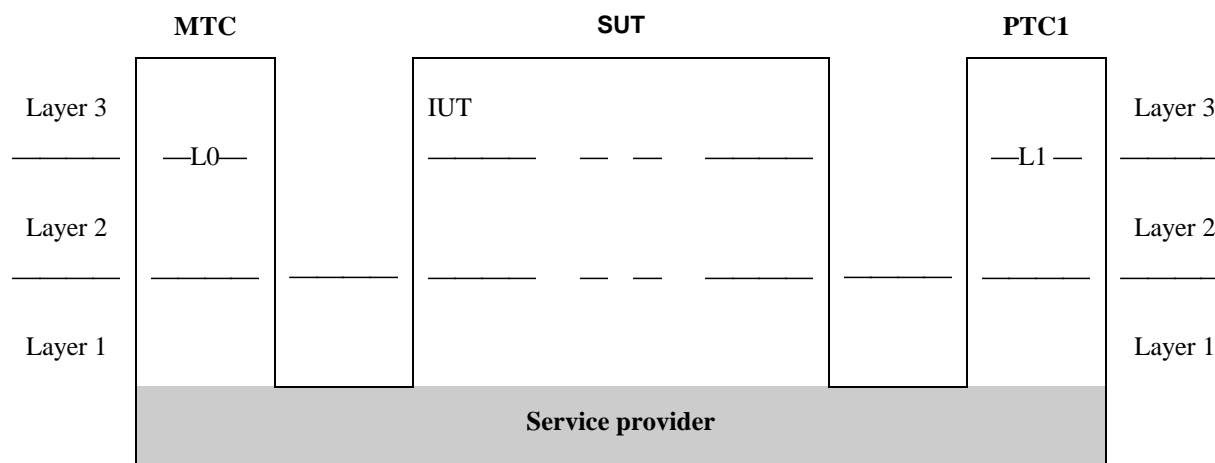 MTC SUT PTC1
Layer 3 IUT Layer 3
L0 L1
Layer 2 Layer 2
Layer 1 Layer 1
Service provider